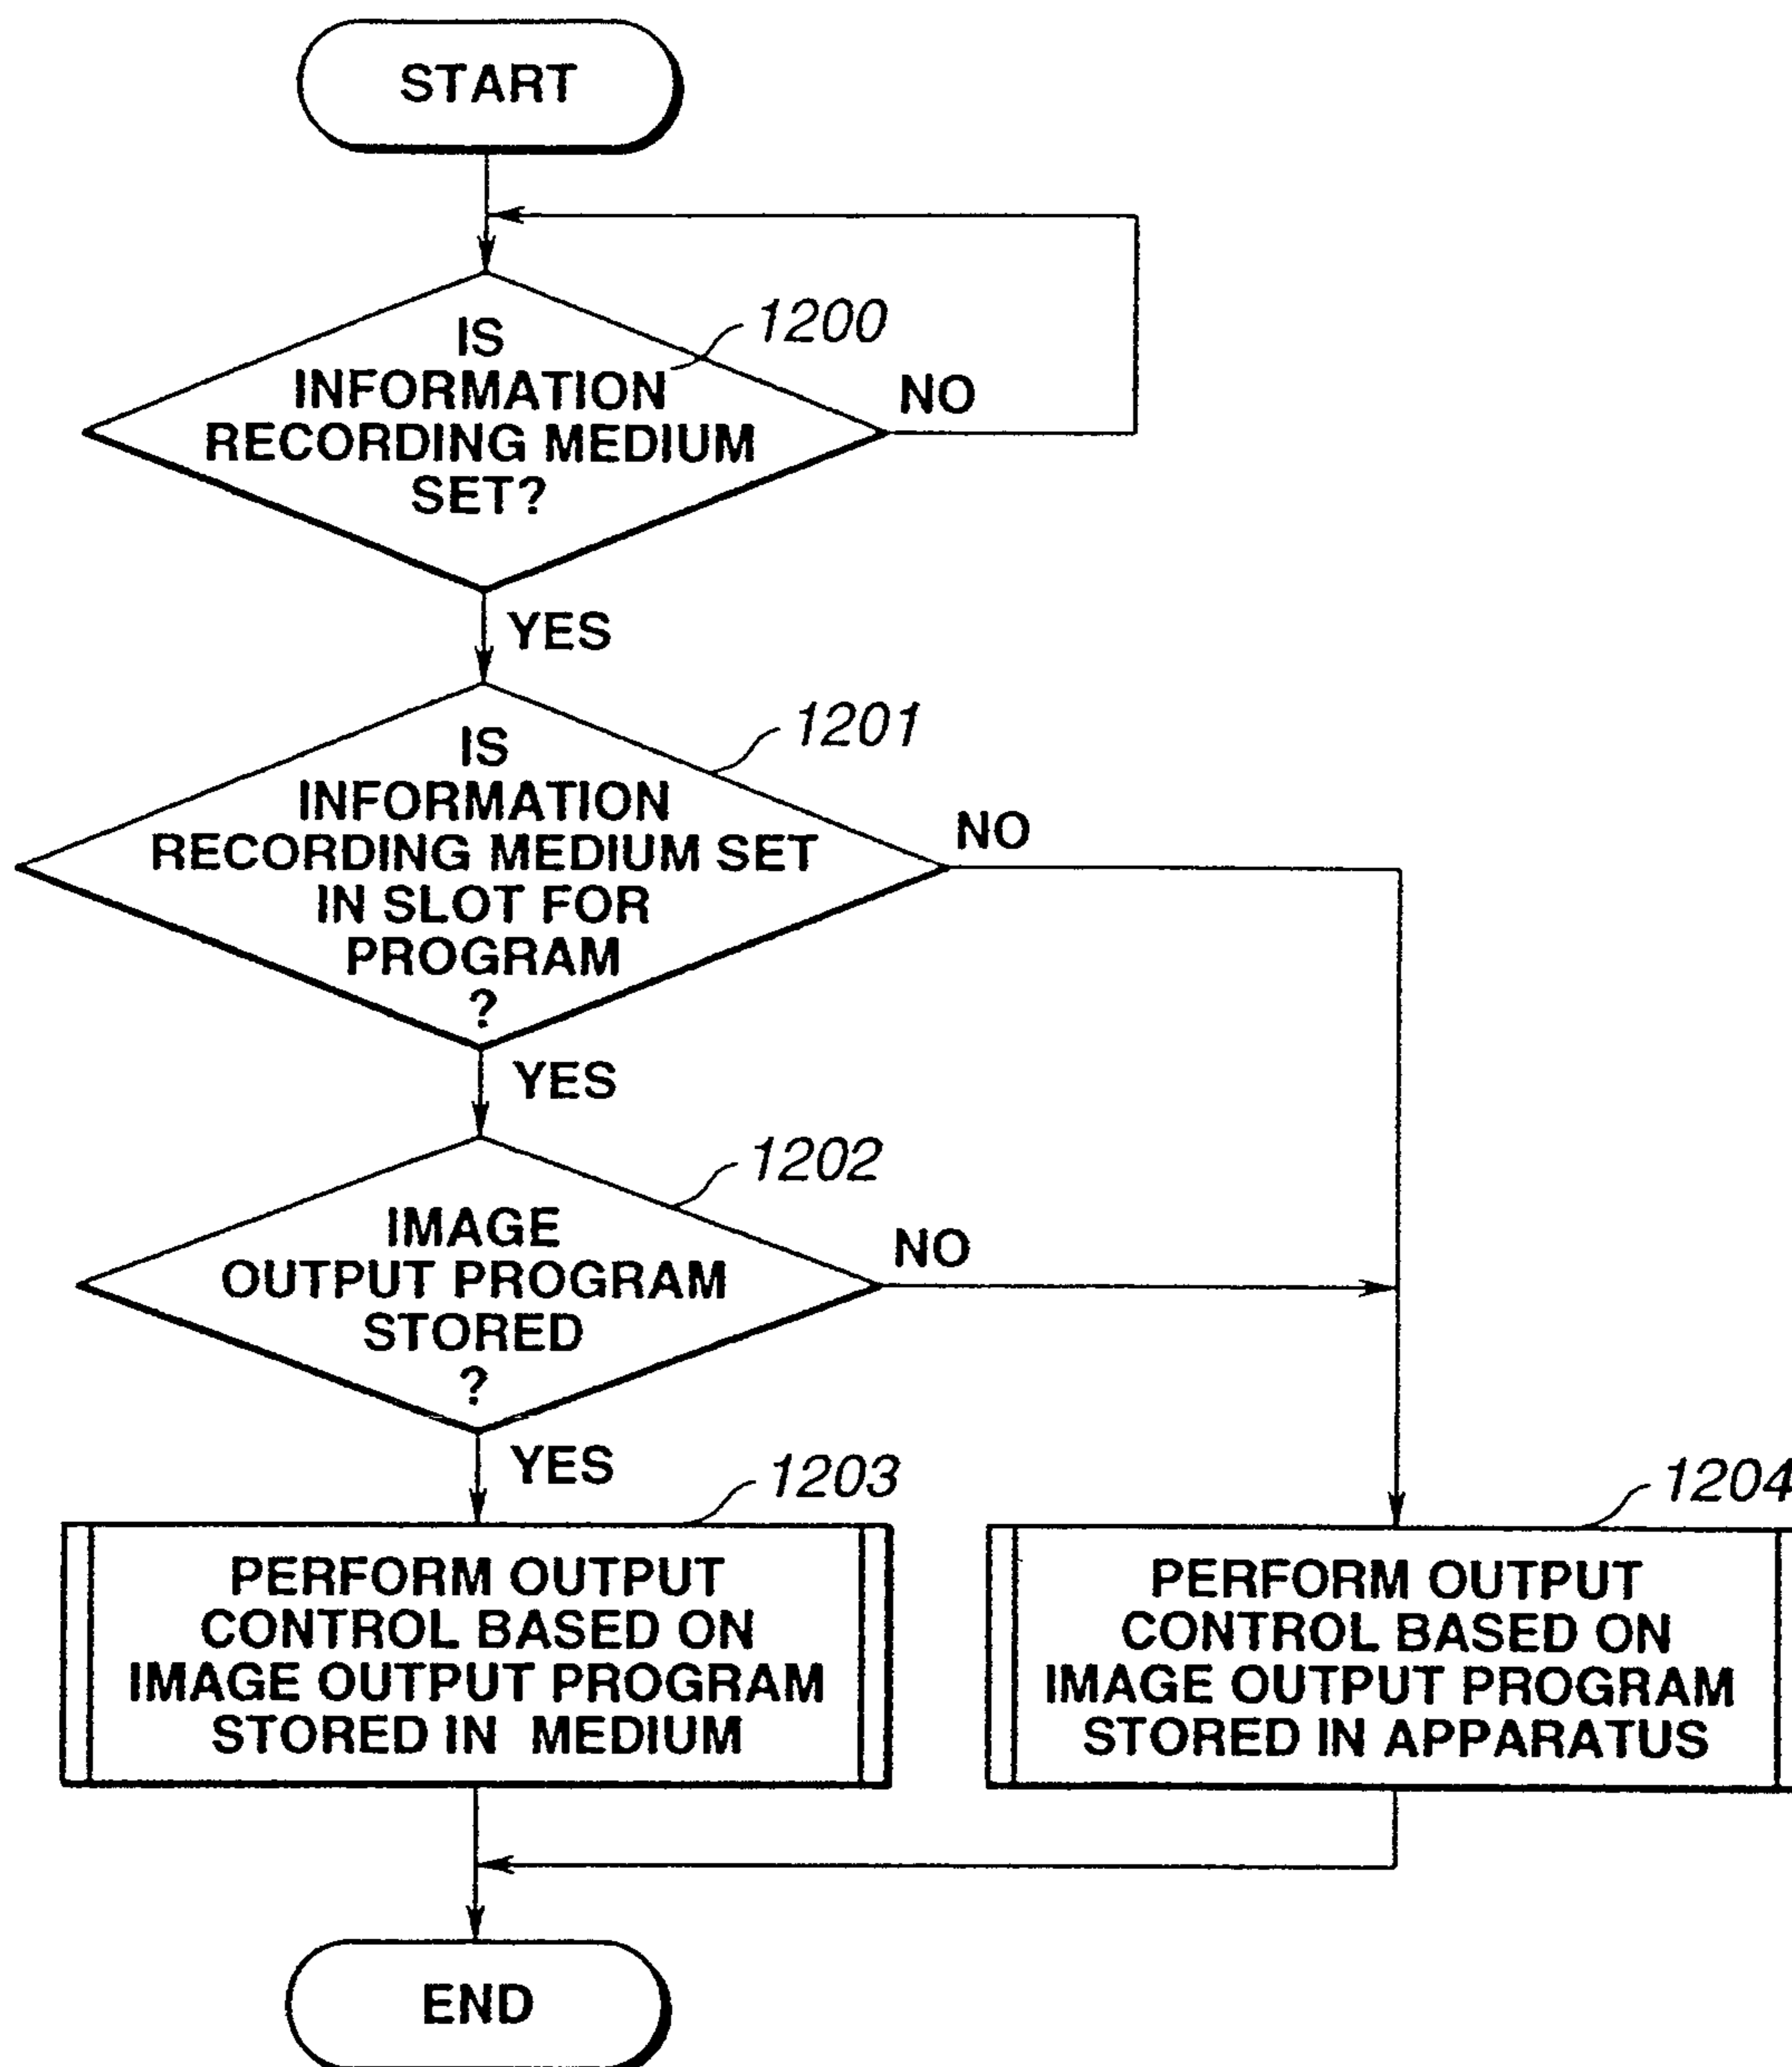 START
1200
IS
INFORMATION
RECORDING MEDIUM
SET?
NO
YES
1201
IS
INFORMATION
RECORDING MEDIUM SET
IN SLOT FOR
PROGRAM
?
NO
YES
1202
IMAGE
OUTPUT PROGRAM
STORED
?
NO
YES
1203
PERFORM OUTPUT
CONTROL BASED ON
IMAGE OUTPUT PROGRAM
STORED IN MEDIUM
1204
PERFORM OUTPUT
CONTROL BASED ON
IMAGE OUTPUT PROGRAM
STORED IN APPARATUS
END